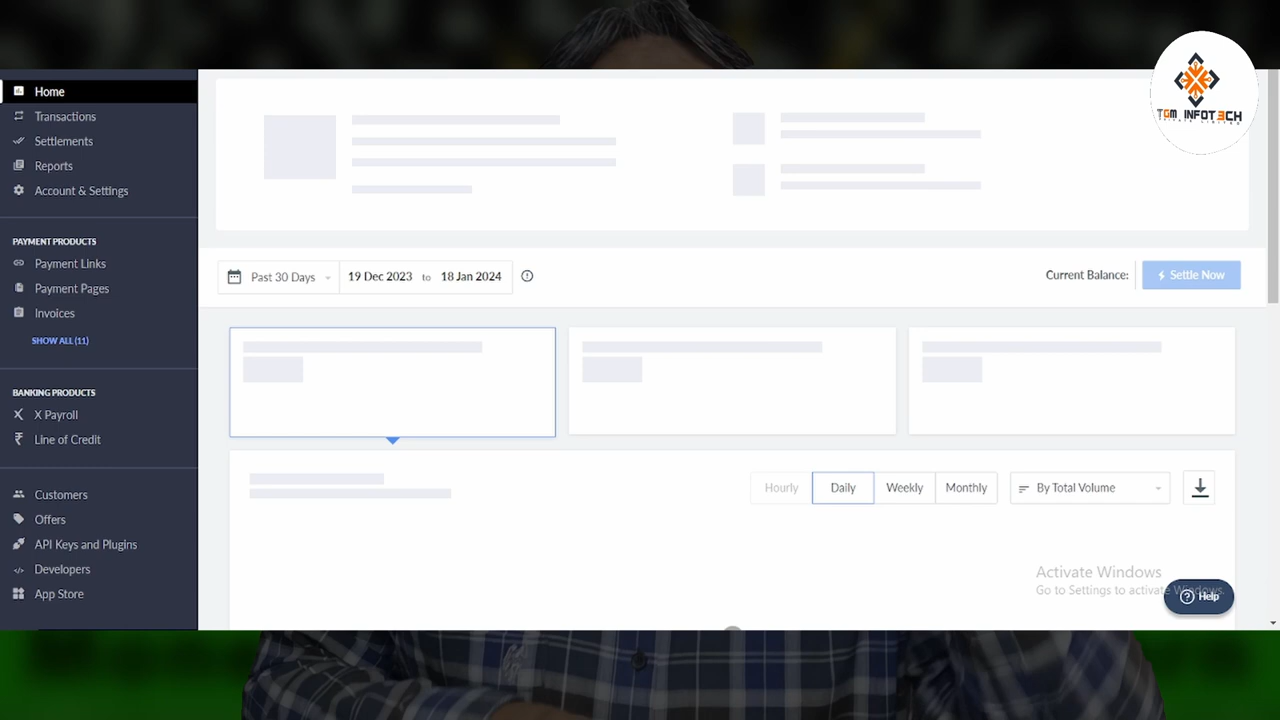 TGM INFOT3CH
PRIVATE LIMITED
Home
Transactions
Settlements
Reports
Account & Settings
PAYMENT PRODUCTS
Payment Links
Payment Pages
Invoices
SHOW ALL (11)
BANKING PRODUCTS
X Payroll
Line of Credit
Customers
Offers
API Keys and Plugins
Developers
App Store
Past 30 Days
19 Dec 2023 to 18 Jan 2024
Current Balance:
Settle Now
Hourly
Daily
Weekly
Monthly
By Total Volume
Activate Windows
Go to Settings to activate Windows.
Help